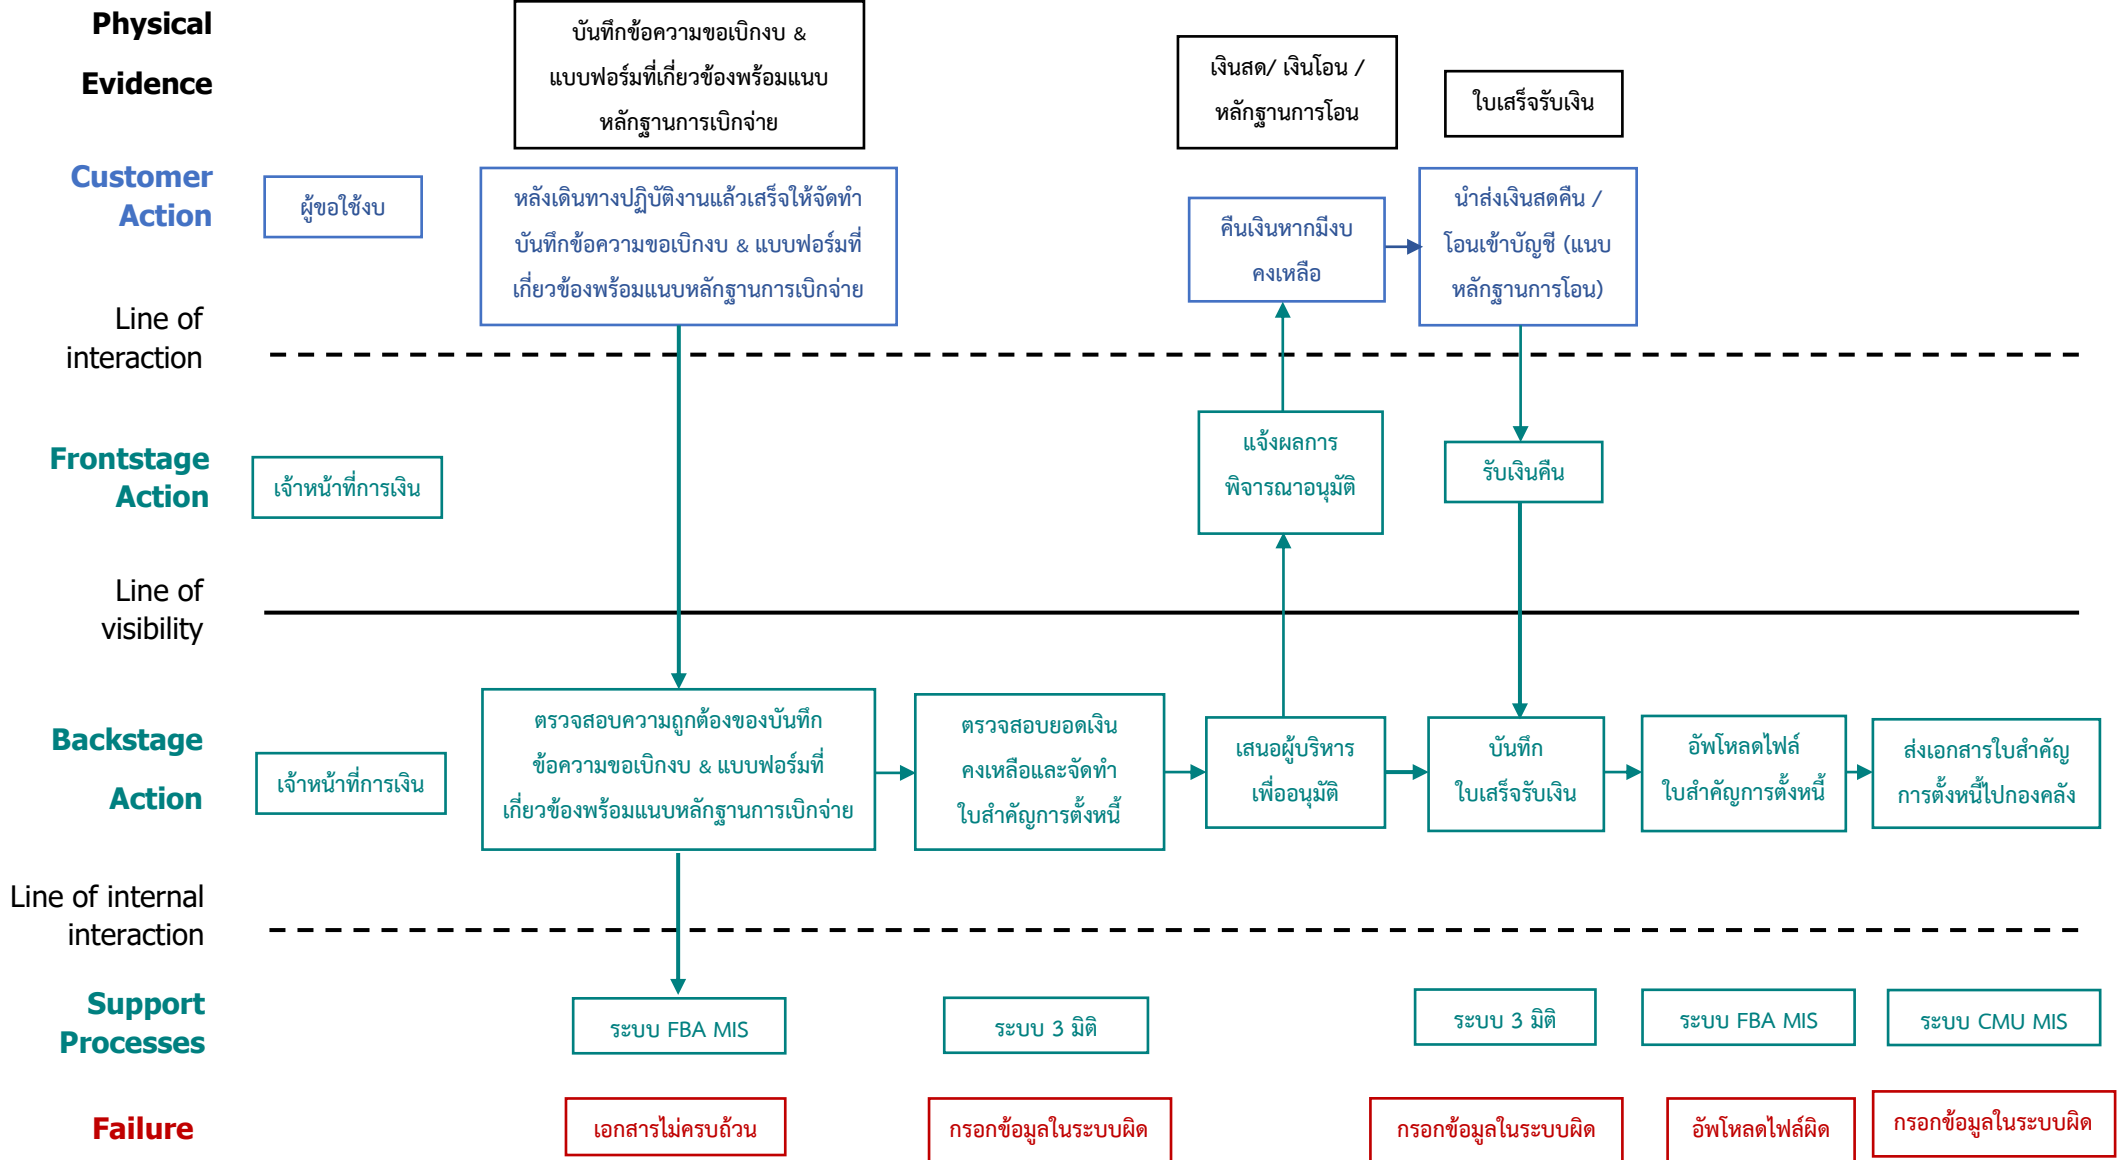 Physical
Evidence
บันทึกข้อความขอเบิกงบ &
แบบฟอร์มที่เกี่ยวข้องพร้อมแนบ
หลักฐานการเบิกจ่าย
เงินสด/ เงินโอน /
หลักฐานการโอน
ใบเสร็จรับเงิน
Customer
Action
ผู้ขอใช้งบ
หลังเดินทางปฏิบัติงานแล้วเสร็จให้จัดทำ
บันทึกข้อความขอเบิกงบ & แบบฟอร์มที่
เกี่ยวข้องพร้อมแนบหลักฐานการเบิกจ่าย
คืนเงินหากมีงบ
คงเหลือ
นำส่งเงินสดคืน /
โอนเข้าบัญชี (แนบ
หลักฐานการโอน)
Line of
interaction
Frontstage
Action
เจ้าหน้าที่การเงิน
แจ้งผลการ
พิจารณาอนุมัติ
รับเงินคืน
Line of
visibility
Backstage
Action
เจ้าหน้าที่การเงิน
ตรวจสอบความถูกต้องของบันทึก
ข้อความขอเบิกงบ & แบบฟอร์มที่
เกี่ยวข้องพร้อมแนบหลักฐานการเบิกจ่าย
ตรวจสอบยอดเงิน
คงเหลือและจัดทำ
ใบสำคัญการตั้งหนี้
เสนอผู้บริหาร
เพื่ออนุมัติ
บันทึก
ใบเสร็จรับเงิน
อัพโหลดไฟล์
ใบสำคัญการตั้งหนี้
ส่งเอกสารใบสำคัญ
การตั้งหนี้ไปกองคลัง
Line of internal
interaction
Support
Processes
ระบบ FBA MIS
ระบบ 3 มิติ
ระบบ 3 มิติ
ระบบ FBA MIS
ระบบ CMU MIS
Failure
เอกสารไม่ครบถ้วน
กรอกข้อมูลในระบบผิด
กรอกข้อมูลในระบบผิด
อัพโหลดไฟล์ผิด
กรอกข้อมูลในระบบผิด